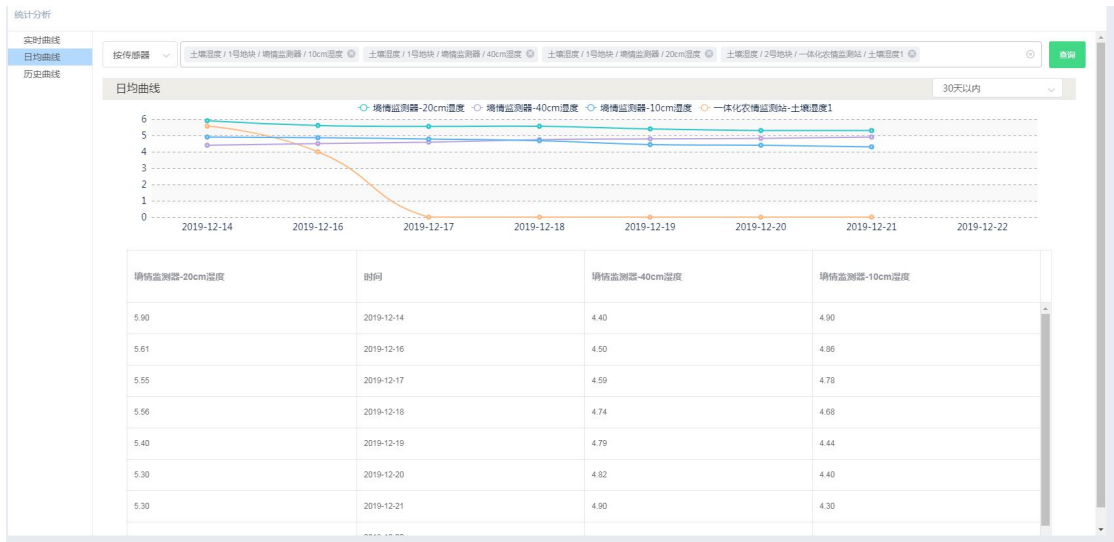 统计分析
实时曲线
日均曲线
历史曲线
按传感器 土壤湿度 / 1号地块 / 墒情监测器 / 10cm湿度 土壤湿度 / 1号地块 / 墒情监测器 / 40cm湿度 土壤湿度 / 1号地块 / 墒情监测器 / 20cm湿度 土壤湿度 / 2号地块 / 一体化农情监测站 / 土壤湿度1 查询
日均曲线 30天以内
墒情监测器-20cm湿度 墒情监测器-40cm湿度 墒情监测器-10cm湿度 一体化农情监测站-土壤湿度1
6
5
4
3
2
1
0
2019-12-14 2019-12-16 2019-12-17 2019-12-18 2019-12-19 2019-12-20 2019-12-21 2019-12-22
墒情监测器-20cm湿度 时间 墒情监测器-40cm湿度 墒情监测器-10cm湿度
5.90 2019-12-14 4.40 4.90
5.61 2019-12-16 4.50 4.86
5.55 2019-12-17 4.59 4.78
5.56 2019-12-18 4.74 4.68
5.40 2019-12-19 4.79 4.44
5.30 2019-12-20 4.82 4.40
5.30 2019-12-21 4.90 4.30